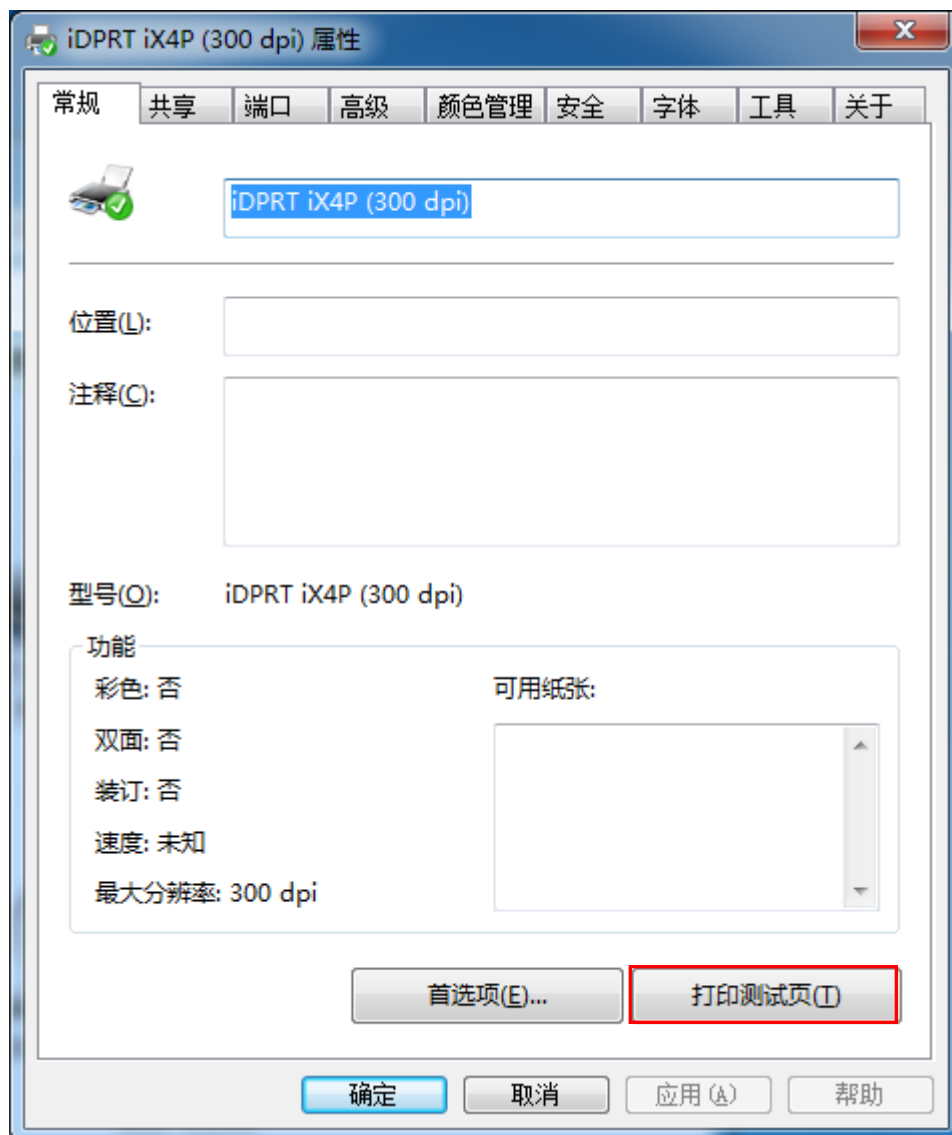 iDPRT iX4P (300 dpi) 属性
常规 共享 端口 高级 颜色管理 安全 字体 工具 关于
iDPRT iX4P (300 dpi)
位置(L):
注释(C):
型号(O): iDPRT iX4P (300 dpi)
功能
彩色: 否 可用纸张:
双面: 否
装订: 否
速度: 未知
最大分辨率: 300 dpi
首选项(E)... 打印测试页(T)
确定 取消 应用(A) 帮助